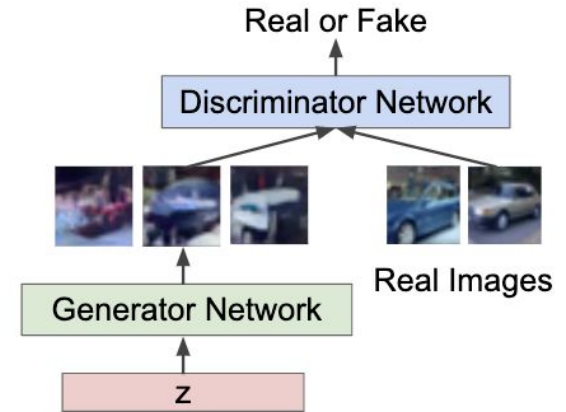 Real or Fake
Discriminator Network
Real Images
Generator Network
z